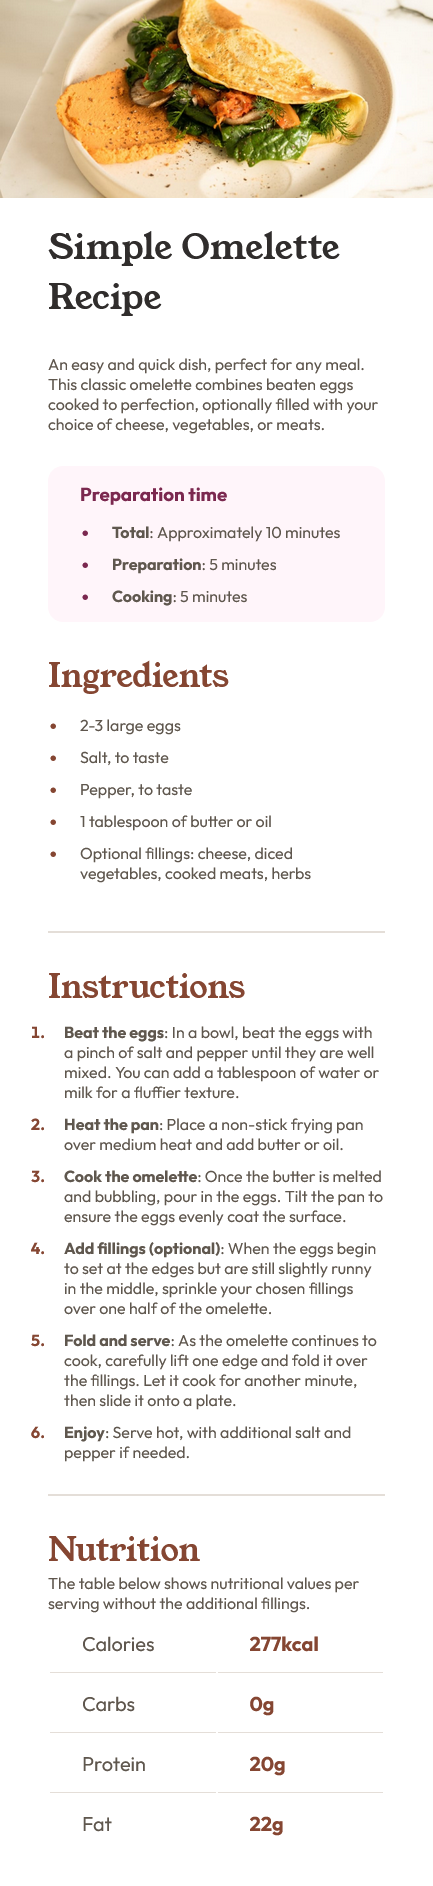 Simple Omelette
Recipe
An easy and quick dish, perfect for any meal.
This classic omelette combines beaten eggs
cooked to perfection, optionally filled with your
choice of cheese, vegetables, or meats.
Preparation time
• Total: Approximately 10 minutes
• Preparation: 5 minutes
• Cooking: 5 minutes
Ingredients
• 2-3 large eggs
• Salt, to taste
• Pepper, to taste
• 1 tablespoon of butter or oil
• Optional fillings: cheese, diced
vegetables, cooked meats, herbs
Instructions
1. Beat the eggs: In a bowl, beat the eggs with
a pinch of salt and pepper until they are well
mixed. You can add a tablespoon of water or
milk for a fluffier texture.
2. Heat the pan: Place a non-stick frying pan
over medium heat and add butter or oil.
3. Cook the omelette: Once the butter is melted
and bubbling, pour in the eggs. Tilt the pan to
ensure the eggs evenly coat the surface.
4. Add fillings (optional): When the eggs begin
to set at the edges but are still slightly runny
in the middle, sprinkle your chosen fillings
over one half of the omelette.
5. Fold and serve: As the omelette continues to
cook, carefully lift one edge and fold it over
the fillings. Let it cook for another minute,
then slide it onto a plate.
6. Enjoy: Serve hot, with additional salt and
pepper if needed.
Nutrition
The table below shows nutritional values per
serving without the additional fillings.
Calories 277kcal
Carbs 0g
Protein 20g
Fat 22g